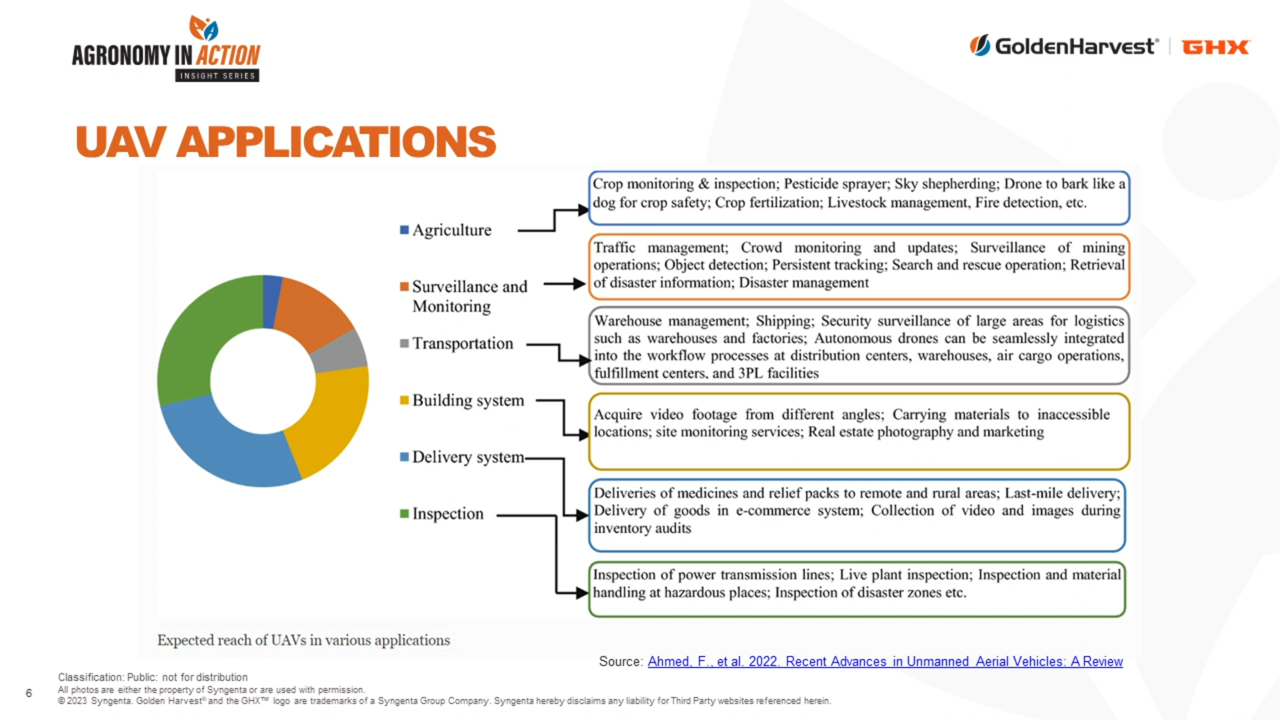 AGRONOMY IN ACTION
INSIGHT SERIES
GoldenHarvest® | GHX
UAV APPLICATIONS
Agriculture
Surveillance and
Monitoring
Transportation
Building system
Delivery system
Inspection
Crop monitoring & inspection; Pesticide sprayer; Sky shepherding; Drone to bark like a
dog for crop safety; Crop fertilization; Livestock management, Fire detection, etc.
Traffic management; Crowd monitoring and updates; Surveillance of mining
operations; Object detection; Persistent tracking; Search and rescue operation; Retrieval
of disaster information; Disaster management
Warehouse management; Shipping; Security surveillance of large areas for logistics
such as warehouses and factories; Autonomous drones can be seamlessly integrated
into the workflow processes at distribution centers, warehouses, air cargo operations,
fulfillment centers, and 3PL facilities
Acquire video footage from different angles; Carrying materials to inaccessible
locations; site monitoring services; Real estate photography and marketing
Deliveries of medicines and relief packs to remote and rural areas; Last-mile delivery;
Delivery of goods in e-commerce system; Collection of video and images during
inventory audits
Inspection of power transmission lines; Live plant inspection; Inspection and material
handling at hazardous places; Inspection of disaster zones etc.
Expected reach of UAVs in various applications
Source: Ahmed, F., et al. 2022. Recent Advances in Unmanned Aerial Vehicles: A Review
Classification: Public: not for distribution
6
All photos are either the property of Syngenta or are used with permission.
© 2023 Syngenta. Golden Harvest® and the GHX™ logo are trademarks of a Syngenta Group Company. Syngenta hereby disclaims any liability for Third Party websites referenced herein.